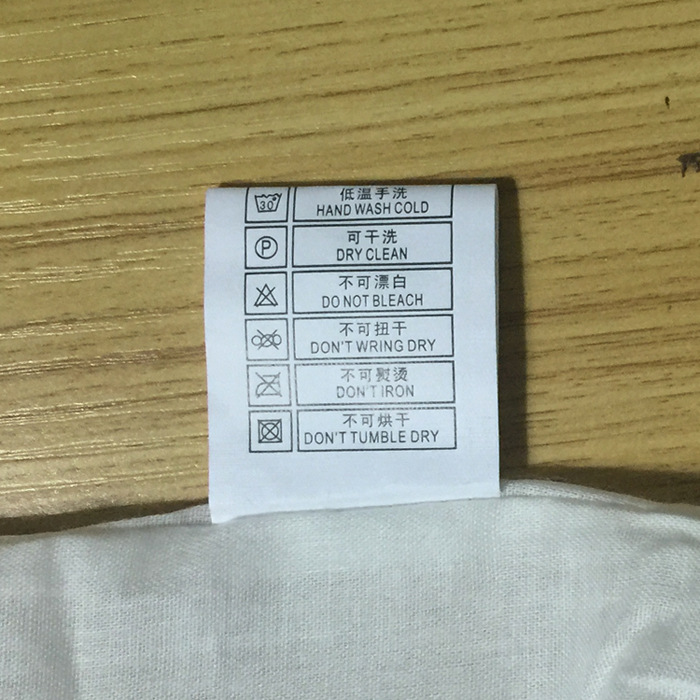 30
低温手洗
HAND WASH COLD
P
可干洗
DRY CLEAN
不可漂白
DO NOT BLEACH
不可扭干
DON'T WRING DRY
不可熨烫
DON'T IRON
不可烘干
DON'T TUMBLE DRY